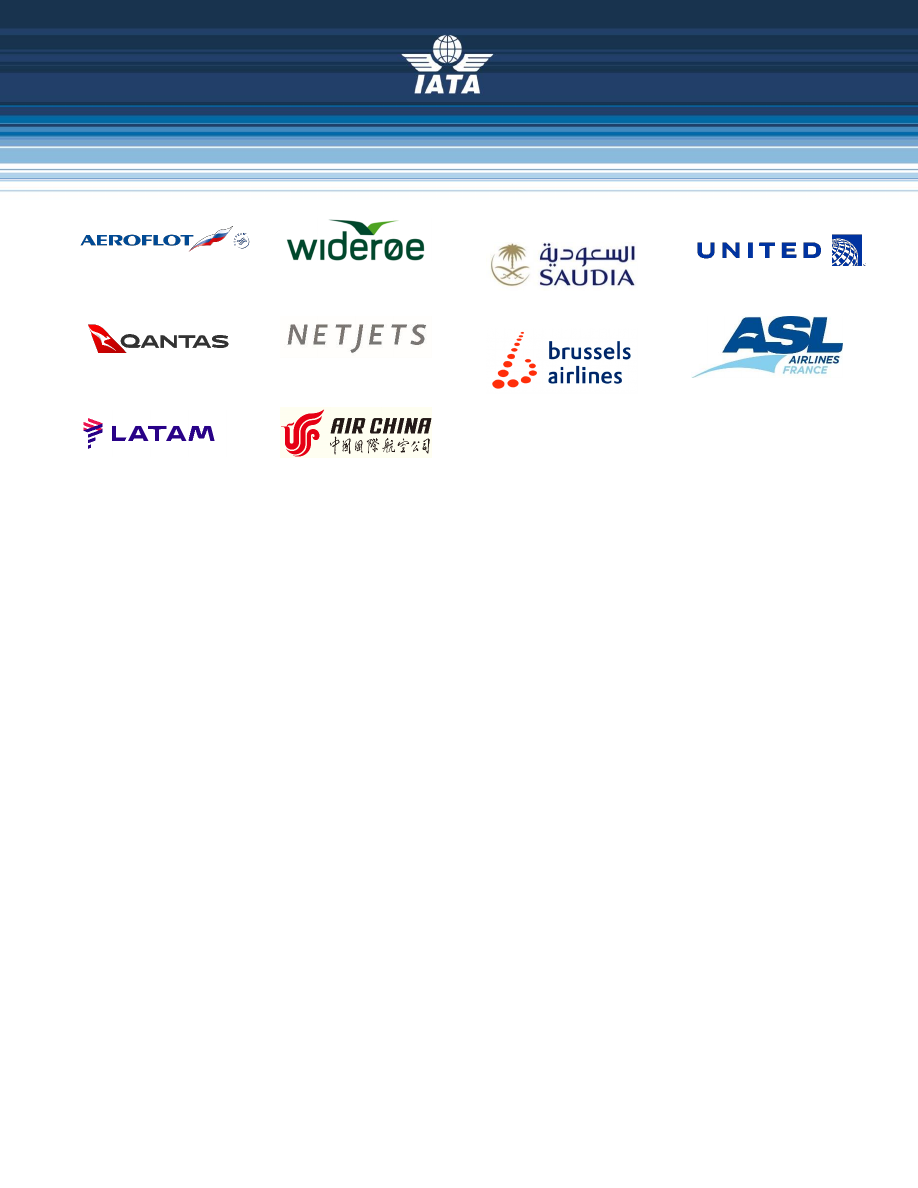 IATA
AEROFLOT
widerøe
السعودية
SAUDIA
UNITED
QANTAS
NETJETS
brussels
airlines
ASL
AIRLINES
FRANCE
LATAM
AIR CHINA
中国国際航空公司